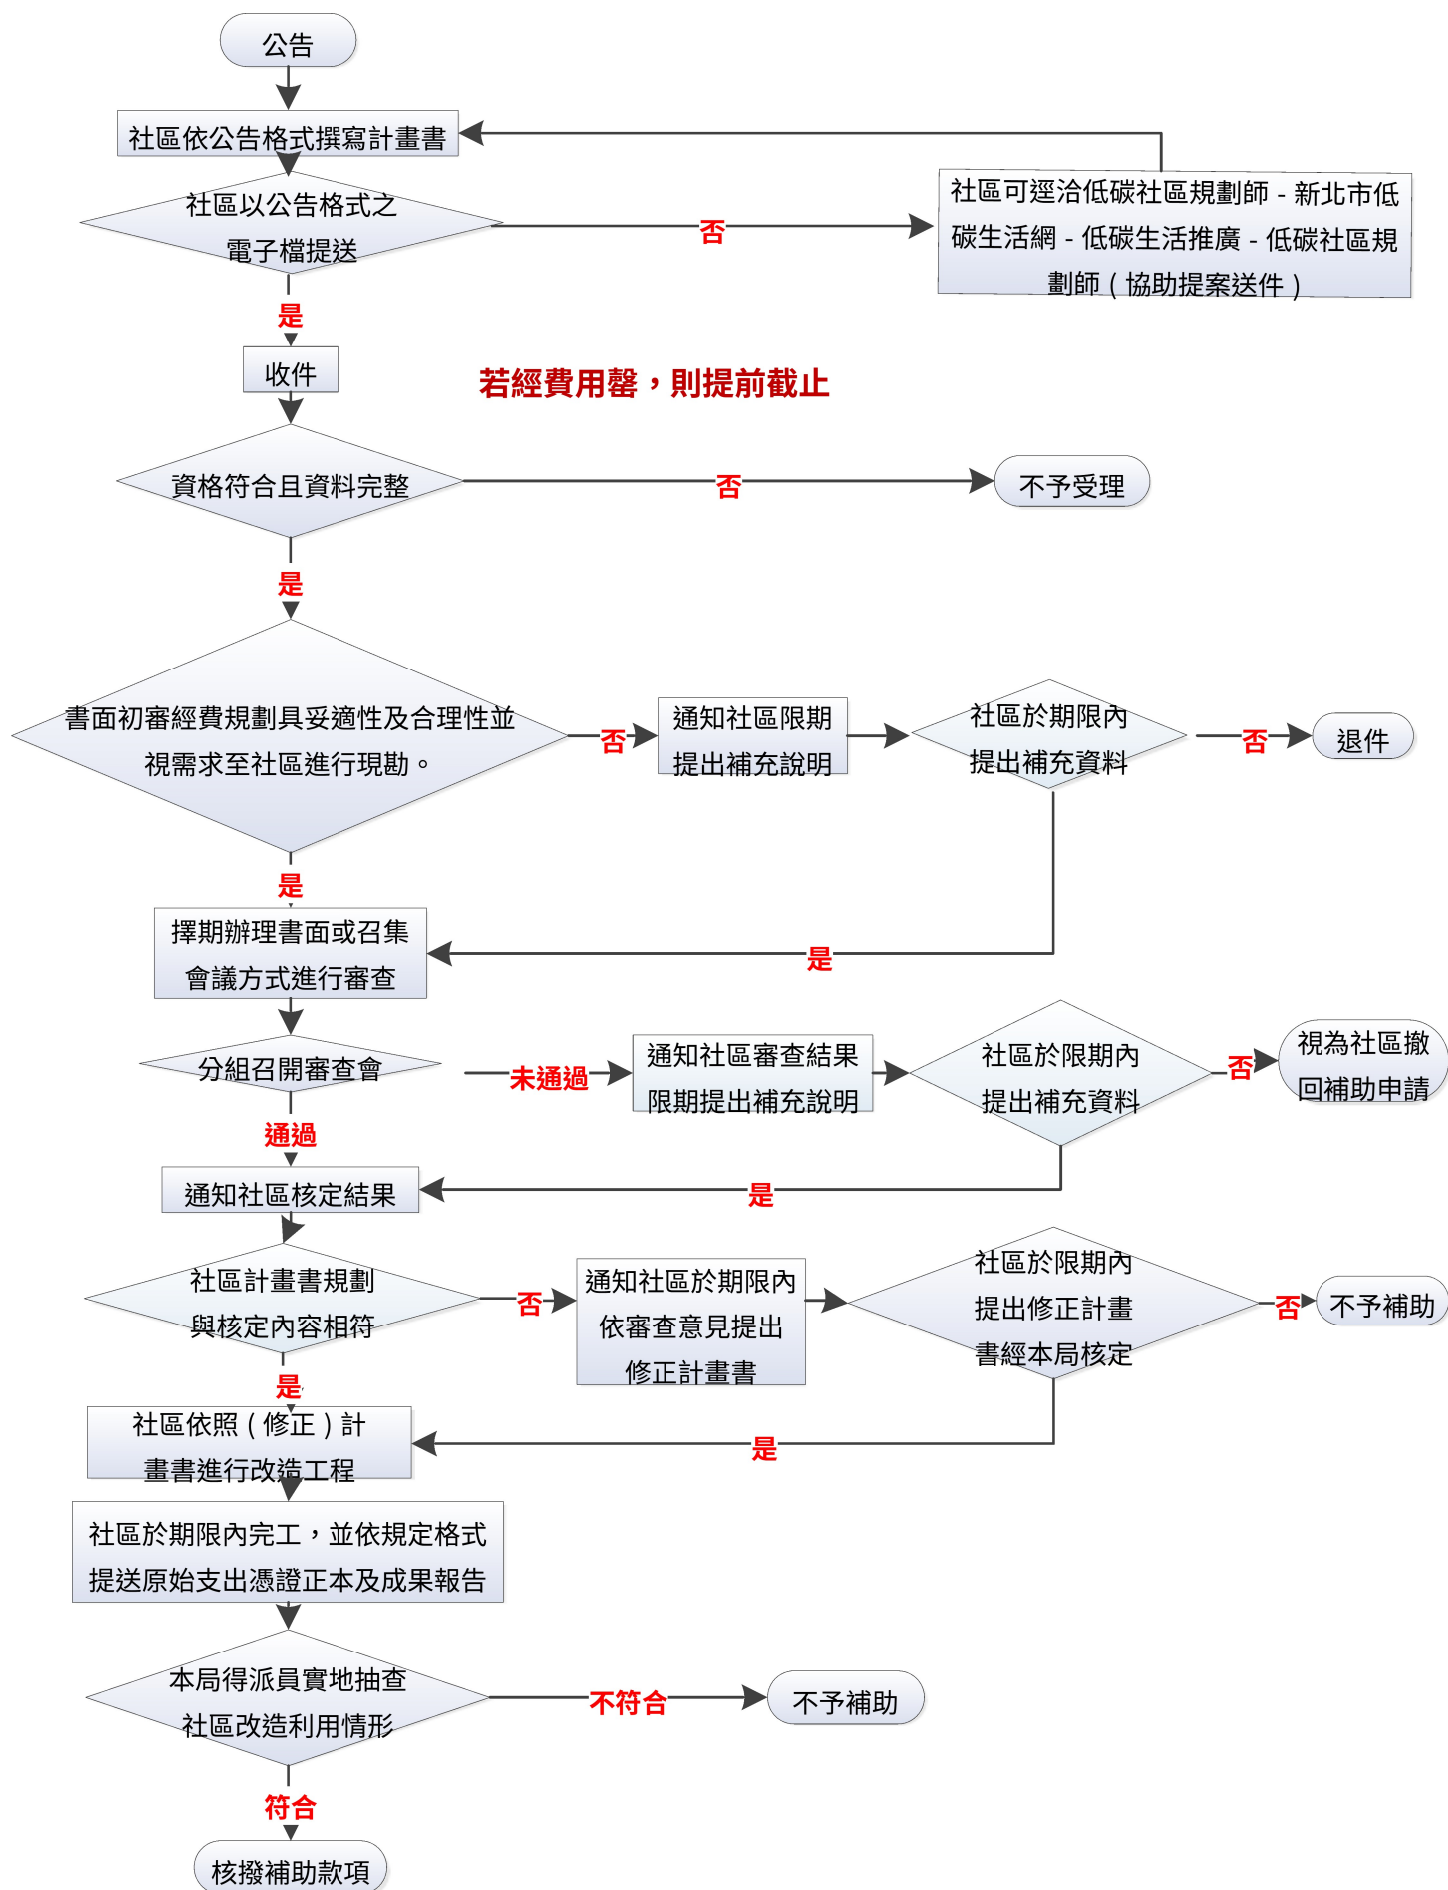 公告
社區依公告格式撰寫計畫書
社區以公告格式之
電子檔提送
否
社區可逕洽低碳社區規劃師 - 新北市低
碳生活網 - 低碳生活推廣 - 低碳社區規
劃師 ( 協助提案送件 )
是
收件
若經費用罄，則提前截止
資格符合且資料完整
否
不予受理
是
書面初審經費規劃具妥適性及合理性並
視需求至社區進行現勘。
否
通知社區限期
提出補充說明
社區於期限內
提出補充資料
否
退件
是
擇期辦理書面或召集
會議方式進行審查
是
分組召開審查會
未通過
通知社區審查結果
限期提出補充說明
社區於限期內
提出補充資料
否
視為社區撤
回補助申請
通過
通知社區核定結果
是
社區計畫書規劃
與核定內容相符
否
通知社區於期限內
依審查意見提出
修正計畫書
社區於限期內
提出修正計畫
書經本局核定
否
不予補助
是
社區依照 ( 修正 ) 計
畫書進行改造工程
是
社區於期限內完工，並依規定格式
提送原始支出憑證正本及成果報告
本局得派員實地抽查
社區改造利用情形
不符合
不予補助
符合
核撥補助款項